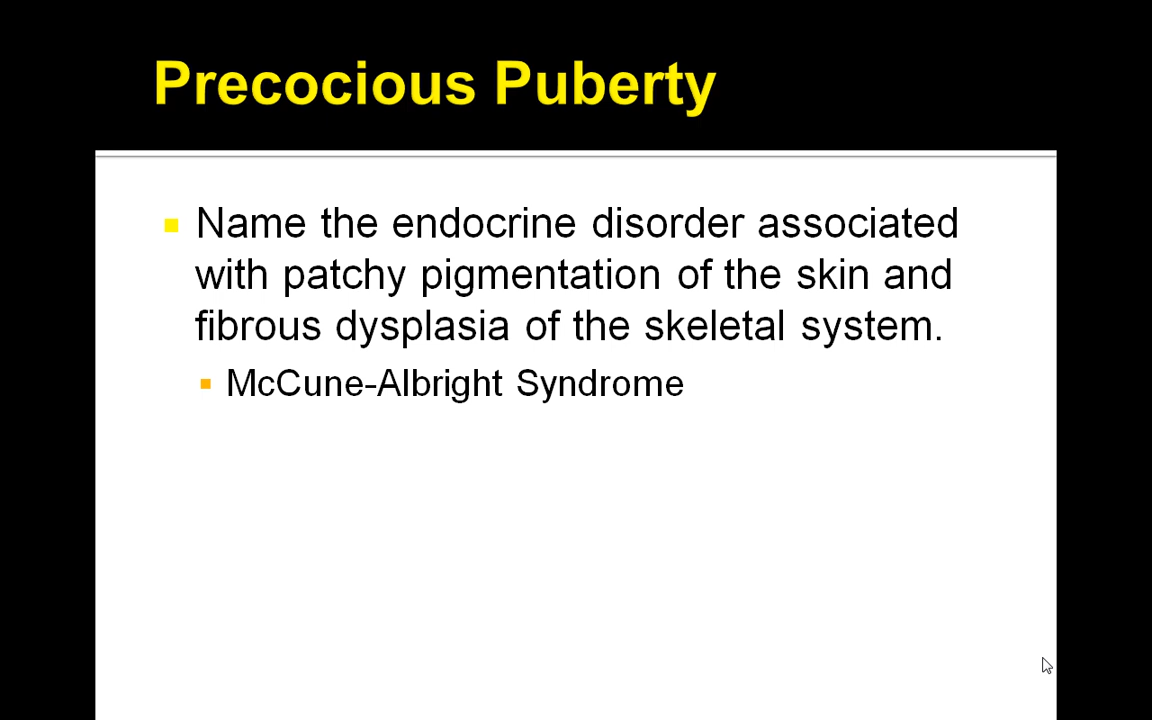 Precocious Puberty
Name the endocrine disorder associated
with patchy pigmentation of the skin and
fibrous dysplasia of the skeletal system.
McCune-Albright Syndrome